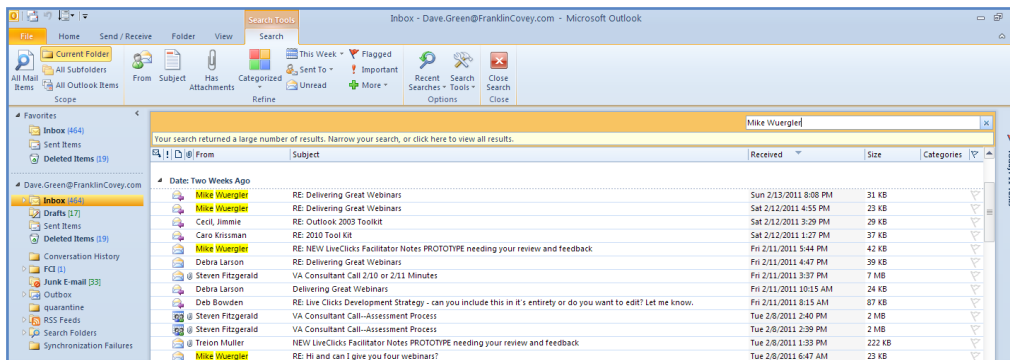 Search Tools
Inbox - Dave.Green@FranklinCovey.com - Microsoft Outlook
File Home Send / Receive Folder View Search
All Mail Items
Current Folder
All Subfolders
All Outlook Items
Scope
From
Subject
Has Attachments
Categorized
This Week
Sent To
Unread
Flagged
Important
More
Refine
Recent Searches
Search Tools
Options
Close Search
Close
Favorites
Inbox (464)
Sent Items
Deleted Items (19)
Dave.Green@FranklinCovey.com
Inbox (464)
Drafts [17]
Sent Items
Deleted Items (19)
Conversation History
FCI (1)
Junk E-mail [33]
Outbox
quarantine
RSS Feeds
Search Folders
Synchronization Failures
Mike Wuergler
Your search returned a large number of results. Narrow your search, or click here to view all results.
From Subject Received Size Categories
Date: Two Weeks Ago
Mike Wuergler RE: Delivering Great Webinars Sun 2/13/2011 8:08 PM 31 KB
Mike Wuergler RE: Delivering Great Webinars Sat 2/12/2011 4:55 PM 23 KB
Cecil, Jimmie RE: Outlook 2003 Toolkit Sat 2/12/2011 3:29 PM 29 KB
Caro Krissman RE: 2010 Tool Kit Sat 2/12/2011 1:27 PM 37 KB
Mike Wuergler RE: NEW LiveClicks Facilitator Notes PROTOTYPE needing your review and feedback Fri 2/11/2011 5:44 PM 42 KB
Debra Larson RE: Delivering Great Webinars Fri 2/11/2011 4:47 PM 39 KB
Steven Fitzgerald VA Consultant Call 2/10 or 2/11 Minutes Fri 2/11/2011 3:37 PM 7 MB
Debra Larson Delivering Great Webinars Fri 2/11/2011 10:15 AM 24 KB
Deb Bowden RE: Live Clicks Development Strategy - can you include this in it's entirety or do you want to edit? Let me know. Fri 2/11/2011 8:15 AM 87 KB
Steven Fitzgerald VA Consultant Call--Assessment Process Tue 2/8/2011 2:40 PM 2 MB
Steven Fitzgerald VA Consultant Call--Assessment Process Tue 2/8/2011 2:39 PM 2 MB
Treion Muller NEW LiveClicks Facilitator Notes PROTOTYPE needing your review and feedback Tue 2/8/2011 1:33 PM 222 KB
Mike Wuergler RE: Hi and can I give you four webinars? Tue 2/8/2011 6:47 AM 23 KB